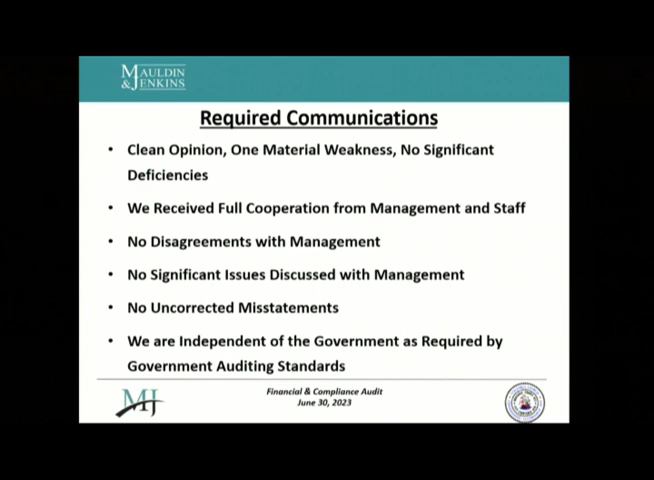 MAULDIN
& JENKINS
Required Communications
• Clean Opinion, One Material Weakness, No Significant
Deficiencies
• We Received Full Cooperation from Management and Staff
• No Disagreements with Management
• No Significant Issues Discussed with Management
• No Uncorrected Misstatements
• We are Independent of the Government as Required by
Government Auditing Standards
MJ
Financial & Compliance Audit
June 30, 2023